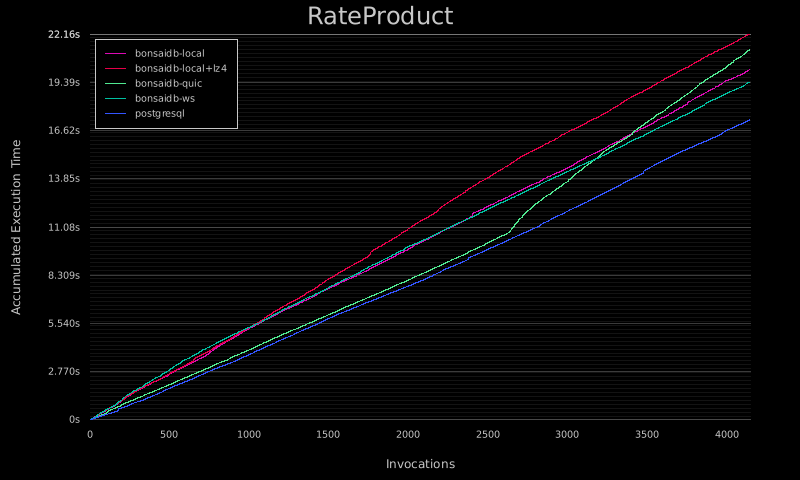 RateProduct
22.16s
bonsaidb-local
bonsaidb-local+lz4
bonsaidb-quic
bonsaidb-ws
postgresql
19.39s
16.62s
13.85s
11.08s
8.309s
5.540s
2.770s
0s
Accumulated Execution Time
0 500 1000 1500 2000 2500 3000 3500 4000
Invocations